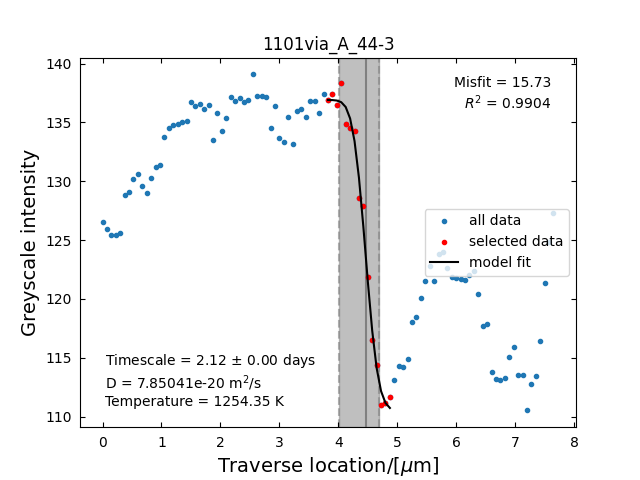 1101via_A_44-3
Misfit = 15.73
R² = 0.9904
140
135
130
125
120
115
110
Greyscale intensity
all data
selected data
model fit
Timescale = 2.12 ± 0.00 days
D = 7.85041e-20 m²/s
Temperature = 1254.35 K
0 1 2 3 4 5 6 7 8
Traverse location/[μm]